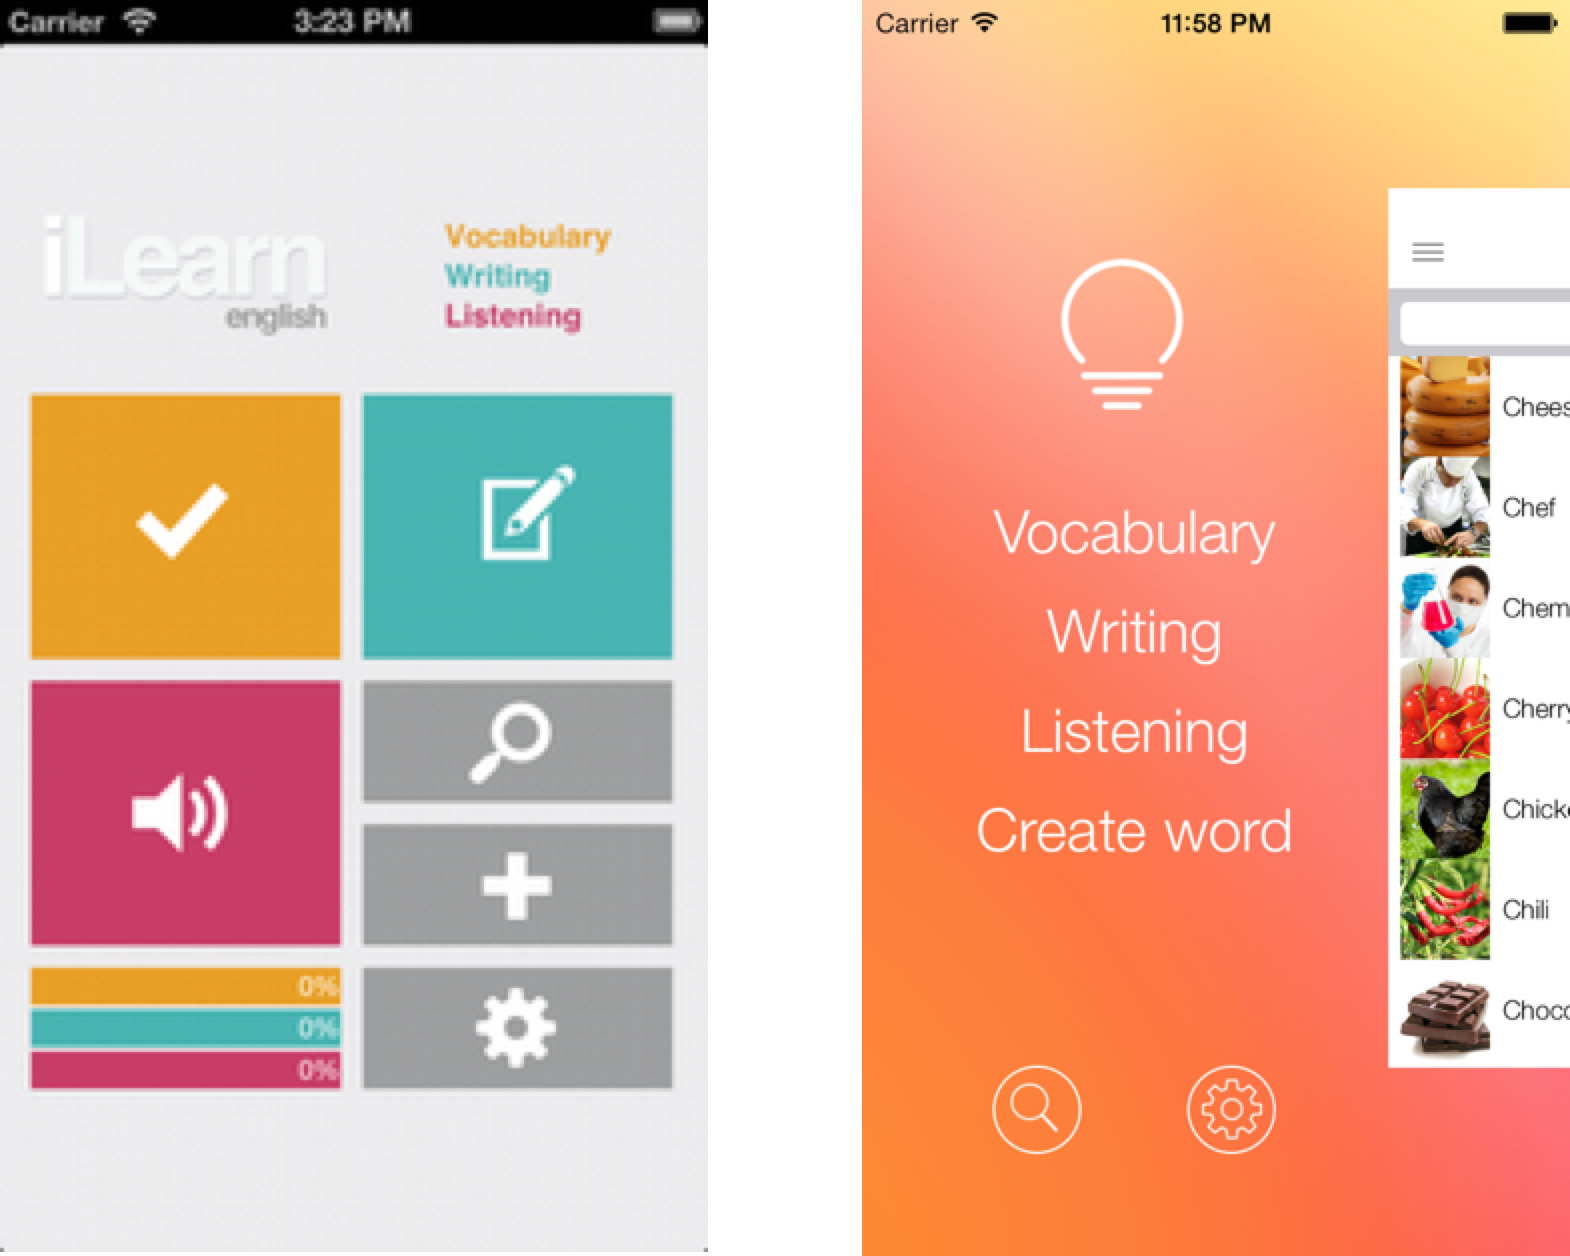 Carrier 3:23 PM
iLearn
english
Vocabulary
Writing
Listening
0%
0%
0%
Carrier 11:58 PM
Vocabulary
Writing
Listening
Create word
Chees
Chef
Chem
Cherry
Chick
Chili
Choco